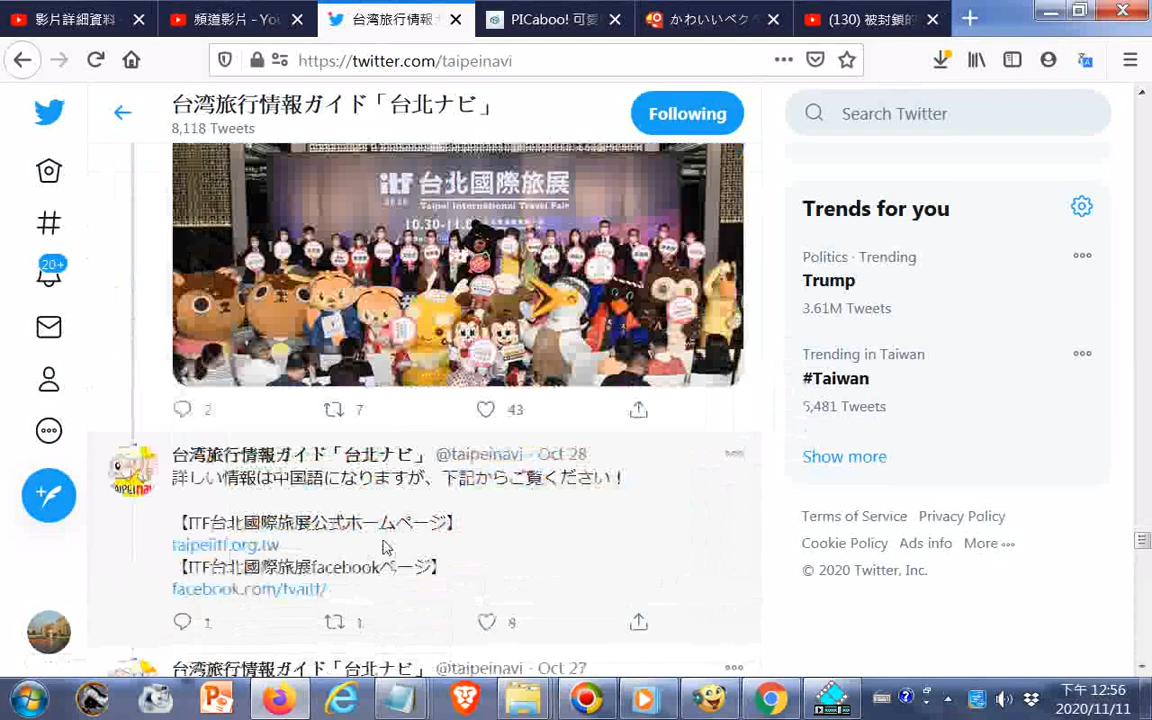 影片詳細資料
頻道影片 - You
台湾旅行情報
PICaboo! 可愛
かわいいベク
(130) 被封鎖的
https://twitter.com/taipeinavi
台湾旅行情報ガイド「台北ナビ」
8,118 Tweets
Following
Search Twitter
itF 台北國際旅展
Taipei International Travel Fair
10.30-11.
2
7
43
20+
台湾旅行情報ガイド「台北ナビ」 @taipeinavi · Oct 28
詳しい情報は中国語になりますが、下記からご覧ください！
【ITF台北國際旅展公式ホームページ】
taipeiitf.org.tw
【ITF台北國際旅展facebookページ】
facebook.com/tvaitf/
1
1
8
台湾旅行情報ガイド「台北ナビ」 @taipeinavi · Oct 27
Trends for you
Politics · Trending
Trump
3.61M Tweets
Trending in Taiwan
#Taiwan
5,481 Tweets
Show more
Terms of Service Privacy Policy
Cookie Policy Ads info More
© 2020 Twitter, Inc.
下午 12:56
2020/11/11